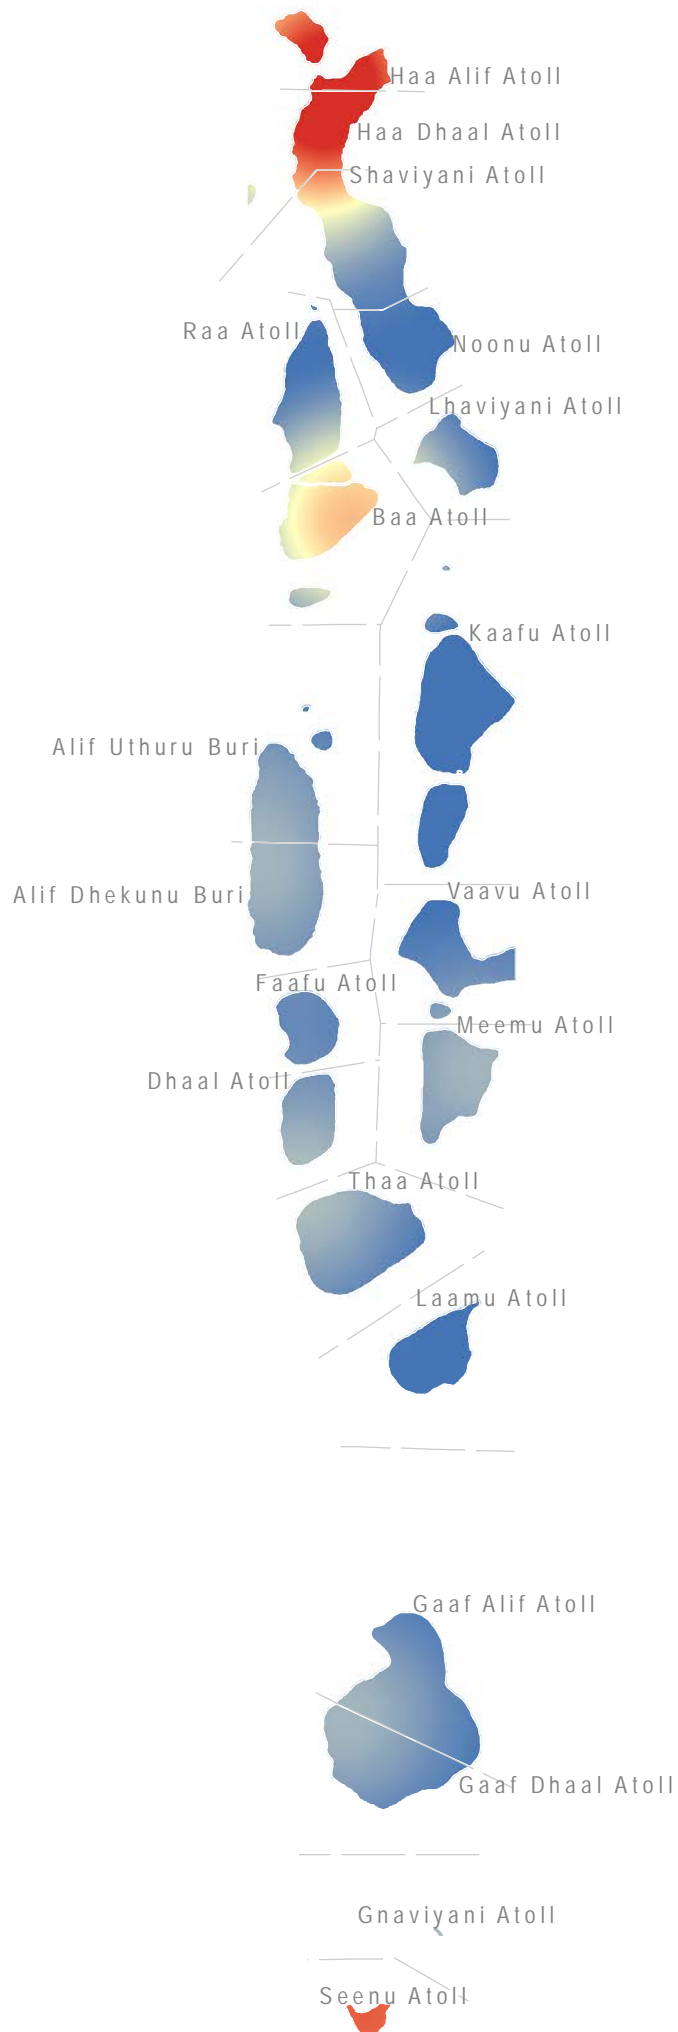 Haa Alif Atoll
Haa Dhaal Atoll
Shaviyani Atoll
Raa Atoll
Noonu Atoll
Lhaviyani Atoll
Baa Atoll
Kaafu Atoll
Alif Uthuru Buri
Alif Dhekunu Buri
Vaavu Atoll
Faafu Atoll
Meemu Atoll
Dhaal Atoll
Thaa Atoll
Laamu Atoll
Gaaf Alif Atoll
Gaaf Dhaal Atoll
Gnaviyani Atoll
Seenu Atoll